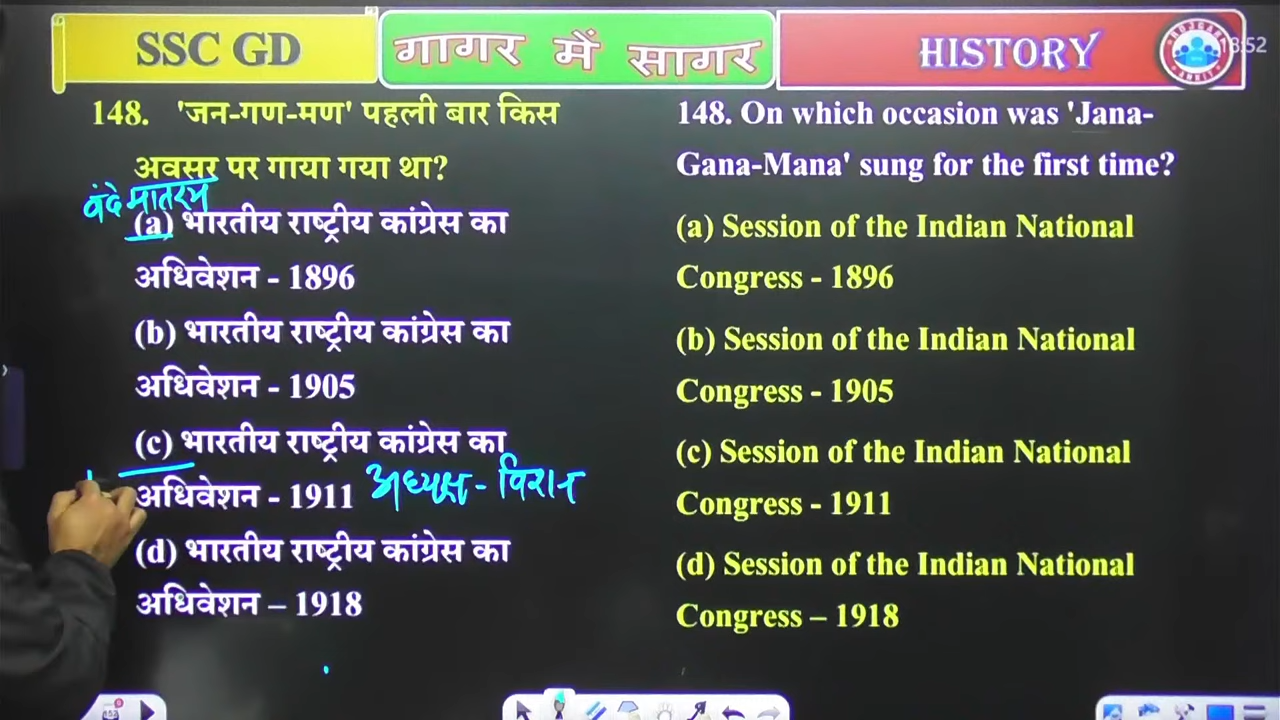 SSC GD
गागर में सागर
HISTORY
18:52
148. 'जन-गण-मण' पहली बार किस
अवसर पर गाया गया था?
वंदे मातरम
(a) भारतीय राष्ट्रीय कांग्रेस का
अधिवेशन - 1896
(b) भारतीय राष्ट्रीय कांग्रेस का
अधिवेशन - 1905
(c) भारतीय राष्ट्रीय कांग्रेस का
अधिवेशन - 1911 अध्यक्ष -
(d) भारतीय राष्ट्रीय कांग्रेस का
अधिवेशन – 1918
148. On which occasion was 'Jana-
Gana-Mana' sung for the first time?
(a) Session of the Indian National
Congress - 1896
(b) Session of the Indian National
Congress - 1905
(c) Session of the Indian National
Congress - 1911
(d) Session of the Indian National
Congress – 1918